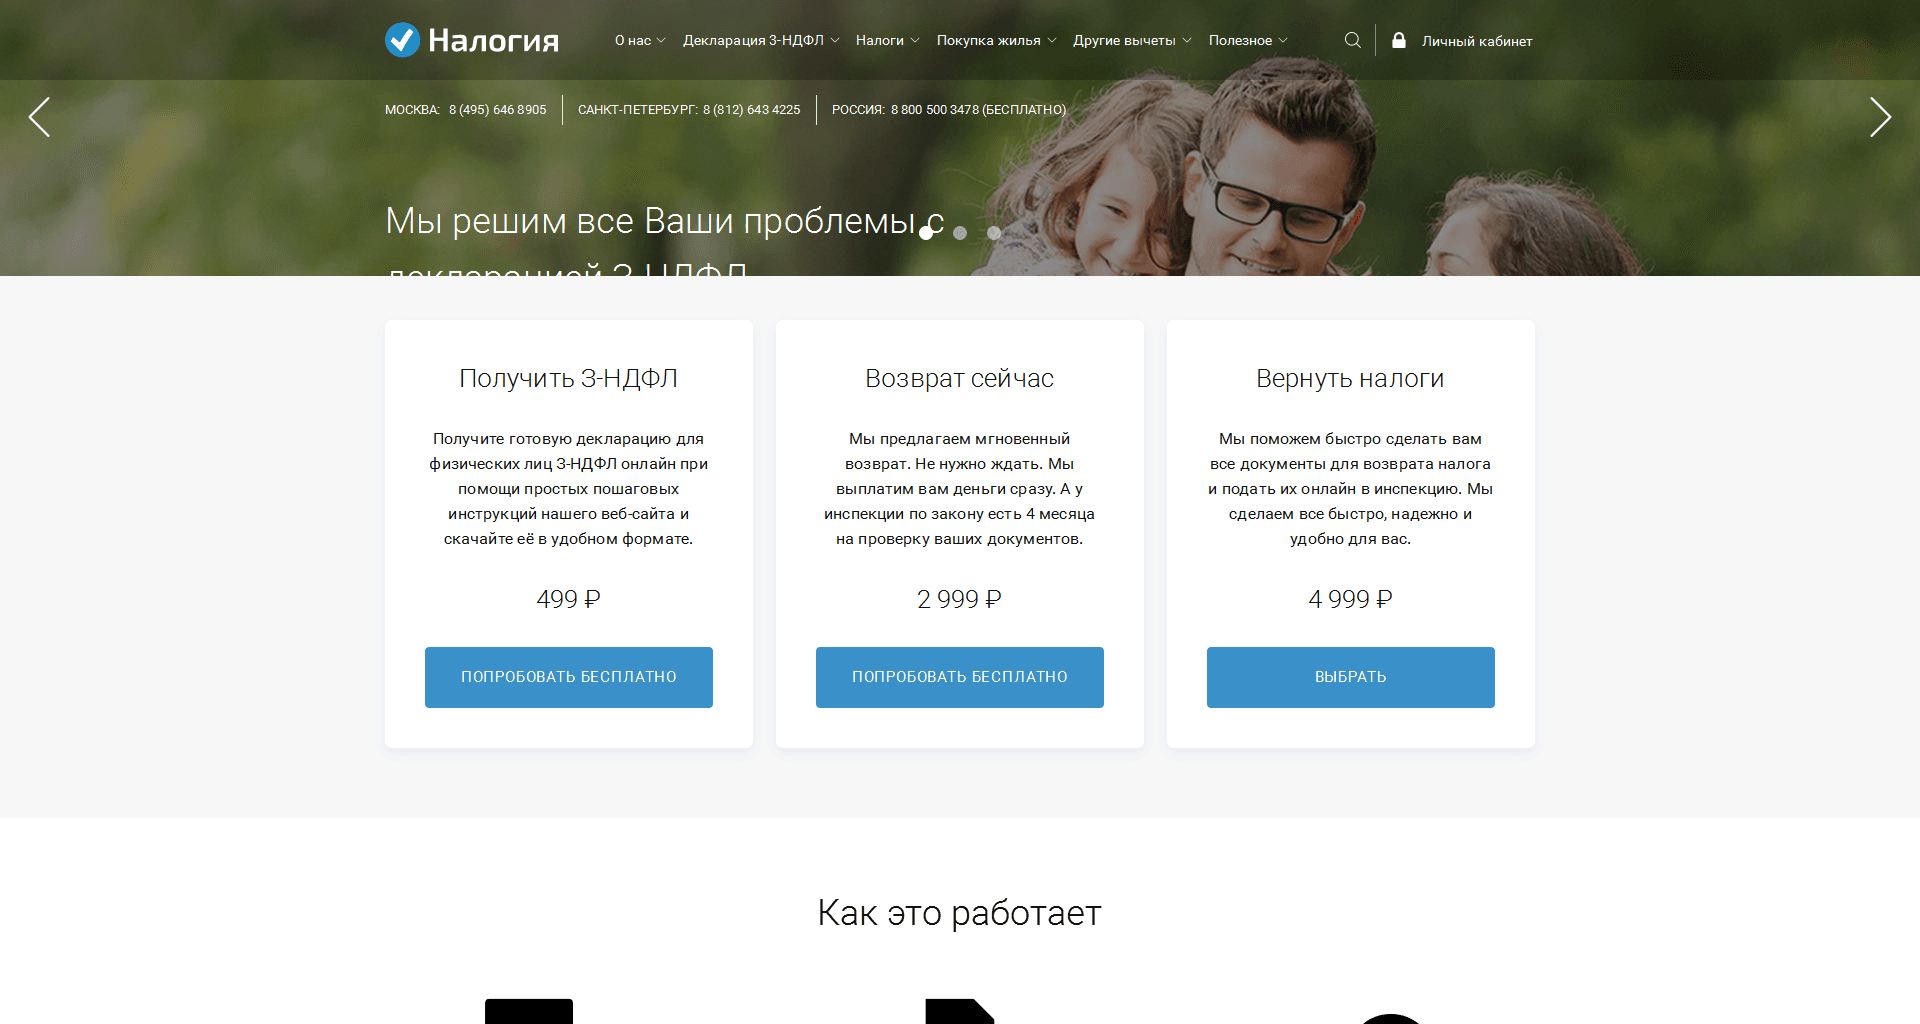 Налогия
О нас
Декларация 3-НДФЛ
Налоги
Покупка жилья
Другие вычеты
Полезное
Личный кабинет
МОСКВА: 8 (495) 646 8905
САНКТ-ПЕТЕРБУРГ: 8 (812) 643 4225
РОССИЯ: 8 800 500 3478 (БЕСПЛАТНО)
Мы решим все Ваши проблемы с
декларацией 3-НДФЛ
Получить 3-НДФЛ
Получите готовую декларацию для
физических лиц 3-НДФЛ онлайн при
помощи простых пошаговых
инструкций нашего веб-сайта и
скачайте её в удобном формате.
499 ₽
ПОПРОБОВАТЬ БЕСПЛАТНО
Возврат сейчас
Мы предлагаем мгновенный
возврат. Не нужно ждать. Мы
выплатим вам деньги сразу. А у
инспекции по закону есть 4 месяца
на проверку ваших документов.
2 999 ₽
ПОПРОБОВАТЬ БЕСПЛАТНО
Вернуть налоги
Мы поможем быстро сделать вам
все документы для возврата налога
и подать их онлайн в инспекцию. Мы
сделаем все быстро, надежно и
удобно для вас.
4 999 ₽
ВЫБРАТЬ
Как это работает